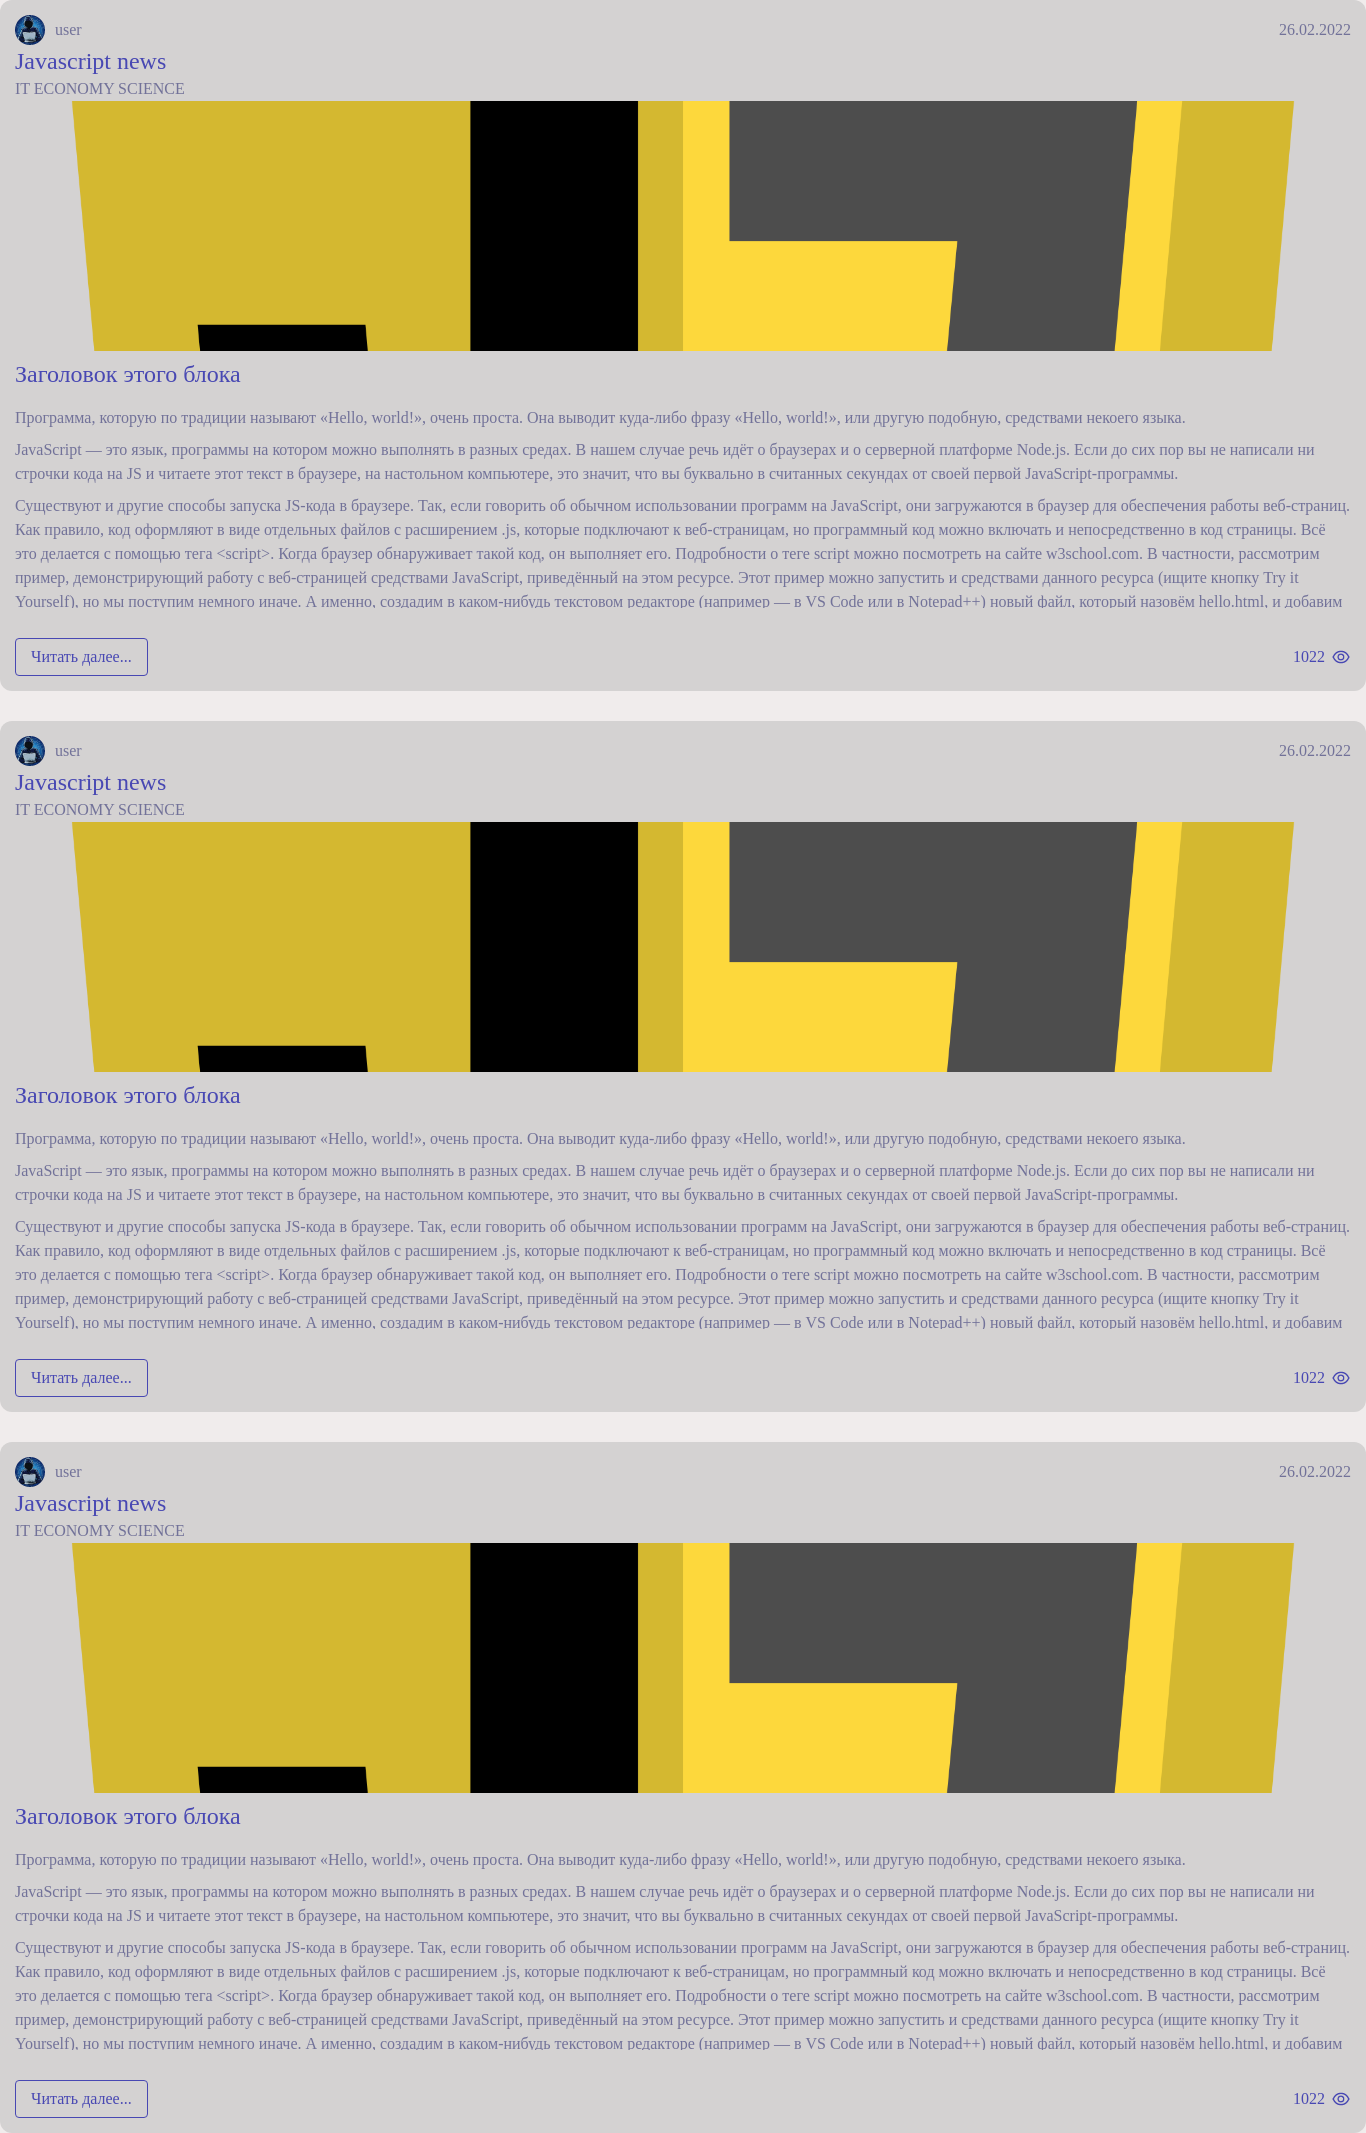 user 26.02.2022
Javascript news
IT ECONOMY SCIENCE
Заголовок этого блока
Программа, которую по традиции называют «Hello, world!», очень проста. Она выводит куда-либо фразу «Hello, world!», или другую подобную, средствами некоего языка.
JavaScript — это язык, программы на котором можно выполнять в разных средах. В нашем случае речь идёт о браузерах и о серверной платформе Node.js. Если до сих пор вы не написали ни
строчки кода на JS и читаете этот текст в браузере, на настольном компьютере, это значит, что вы буквально в считанных секундах от своей первой JavaScript-программы.
Существуют и другие способы запуска JS-кода в браузере. Так, если говорить об обычном использовании программ на JavaScript, они загружаются в браузер для обеспечения работы веб-страниц.
Как правило, код оформляют в виде отдельных файлов с расширением .js, которые подключают к веб-страницам, но программный код можно включать и непосредственно в код страницы. Всё
это делается с помощью тега <script>. Когда браузер обнаруживает такой код, он выполняет его. Подробности о теге script можно посмотреть на сайте w3school.com. В частности, рассмотрим
пример, демонстрирующий работу с веб-страницей средствами JavaScript, приведённый на этом ресурсе. Этот пример можно запустить и средствами данного ресурса (ищите кнопку Try it
Yourself), но мы поступим немного иначе. А именно, создадим в каком-нибудь текстовом редакторе (например — в VS Code или в Notepad++) новый файл, который назовём hello.html, и добавим
Читать далее... 1022
user 26.02.2022
Javascript news
IT ECONOMY SCIENCE
Заголовок этого блока
Программа, которую по традиции называют «Hello, world!», очень проста. Она выводит куда-либо фразу «Hello, world!», или другую подобную, средствами некоего языка.
JavaScript — это язык, программы на котором можно выполнять в разных средах. В нашем случае речь идёт о браузерах и о серверной платформе Node.js. Если до сих пор вы не написали ни
строчки кода на JS и читаете этот текст в браузере, на настольном компьютере, это значит, что вы буквально в считанных секундах от своей первой JavaScript-программы.
Существуют и другие способы запуска JS-кода в браузере. Так, если говорить об обычном использовании программ на JavaScript, они загружаются в браузер для обеспечения работы веб-страниц.
Как правило, код оформляют в виде отдельных файлов с расширением .js, которые подключают к веб-страницам, но программный код можно включать и непосредственно в код страницы. Всё
это делается с помощью тега <script>. Когда браузер обнаруживает такой код, он выполняет его. Подробности о теге script можно посмотреть на сайте w3school.com. В частности, рассмотрим
пример, демонстрирующий работу с веб-страницей средствами JavaScript, приведённый на этом ресурсе. Этот пример можно запустить и средствами данного ресурса (ищите кнопку Try it
Yourself), но мы поступим немного иначе. А именно, создадим в каком-нибудь текстовом редакторе (например — в VS Code или в Notepad++) новый файл, который назовём hello.html, и добавим
Читать далее... 1022
user 26.02.2022
Javascript news
IT ECONOMY SCIENCE
Заголовок этого блока
Программа, которую по традиции называют «Hello, world!», очень проста. Она выводит куда-либо фразу «Hello, world!», или другую подобную, средствами некоего языка.
JavaScript — это язык, программы на котором можно выполнять в разных средах. В нашем случае речь идёт о браузерах и о серверной платформе Node.js. Если до сих пор вы не написали ни
строчки кода на JS и читаете этот текст в браузере, на настольном компьютере, это значит, что вы буквально в считанных секундах от своей первой JavaScript-программы.
Существуют и другие способы запуска JS-кода в браузере. Так, если говорить об обычном использовании программ на JavaScript, они загружаются в браузер для обеспечения работы веб-страниц.
Как правило, код оформляют в виде отдельных файлов с расширением .js, которые подключают к веб-страницам, но программный код можно включать и непосредственно в код страницы. Всё
это делается с помощью тега <script>. Когда браузер обнаруживает такой код, он выполняет его. Подробности о теге script можно посмотреть на сайте w3school.com. В частности, рассмотрим
пример, демонстрирующий работу с веб-страницей средствами JavaScript, приведённый на этом ресурсе. Этот пример можно запустить и средствами данного ресурса (ищите кнопку Try it
Yourself), но мы поступим немного иначе. А именно, создадим в каком-нибудь текстовом редакторе (например — в VS Code или в Notepad++) новый файл, который назовём hello.html, и добавим
Читать далее... 1022